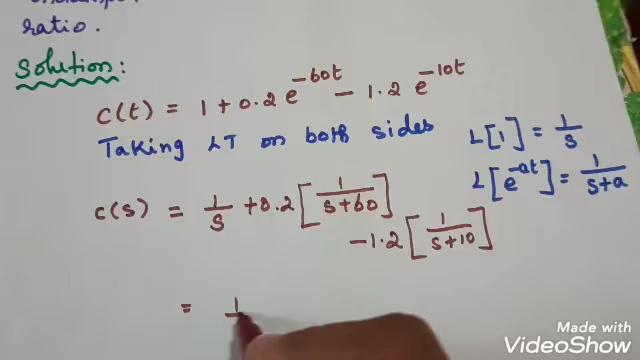 ratio.
Solution:
c(t) = 1 + 0.2 e^{-60t} - 1.2 e^{-10t}
Taking LT on both sides
L[1] = 1/s
L[e^{-at}] = 1/(s+a)
c(s) = 1/s + 0.2 [1/(s+60)]
-1.2 [1/(s+10)]
= 1
Made with
VideoShow